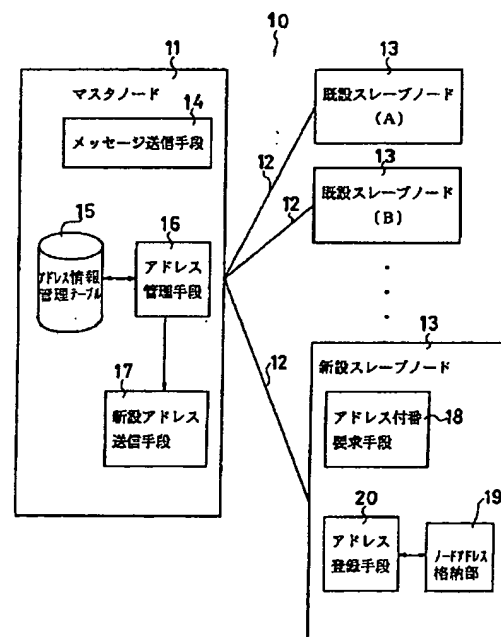 10
11
マスタノード
14
メッセージ送信手段
15
アドレス情報
管理テーブル
16
アドレス
管理手段
17
新設アドレス
送信手段
12
12
12
13
既設スレーブノード
(A)
13
既設スレーブノード
(B)
13
新設スレーブノード
アドレス付番
要求手段
18
20
アドレス
登録手段
19
ノードアドレス
格納部